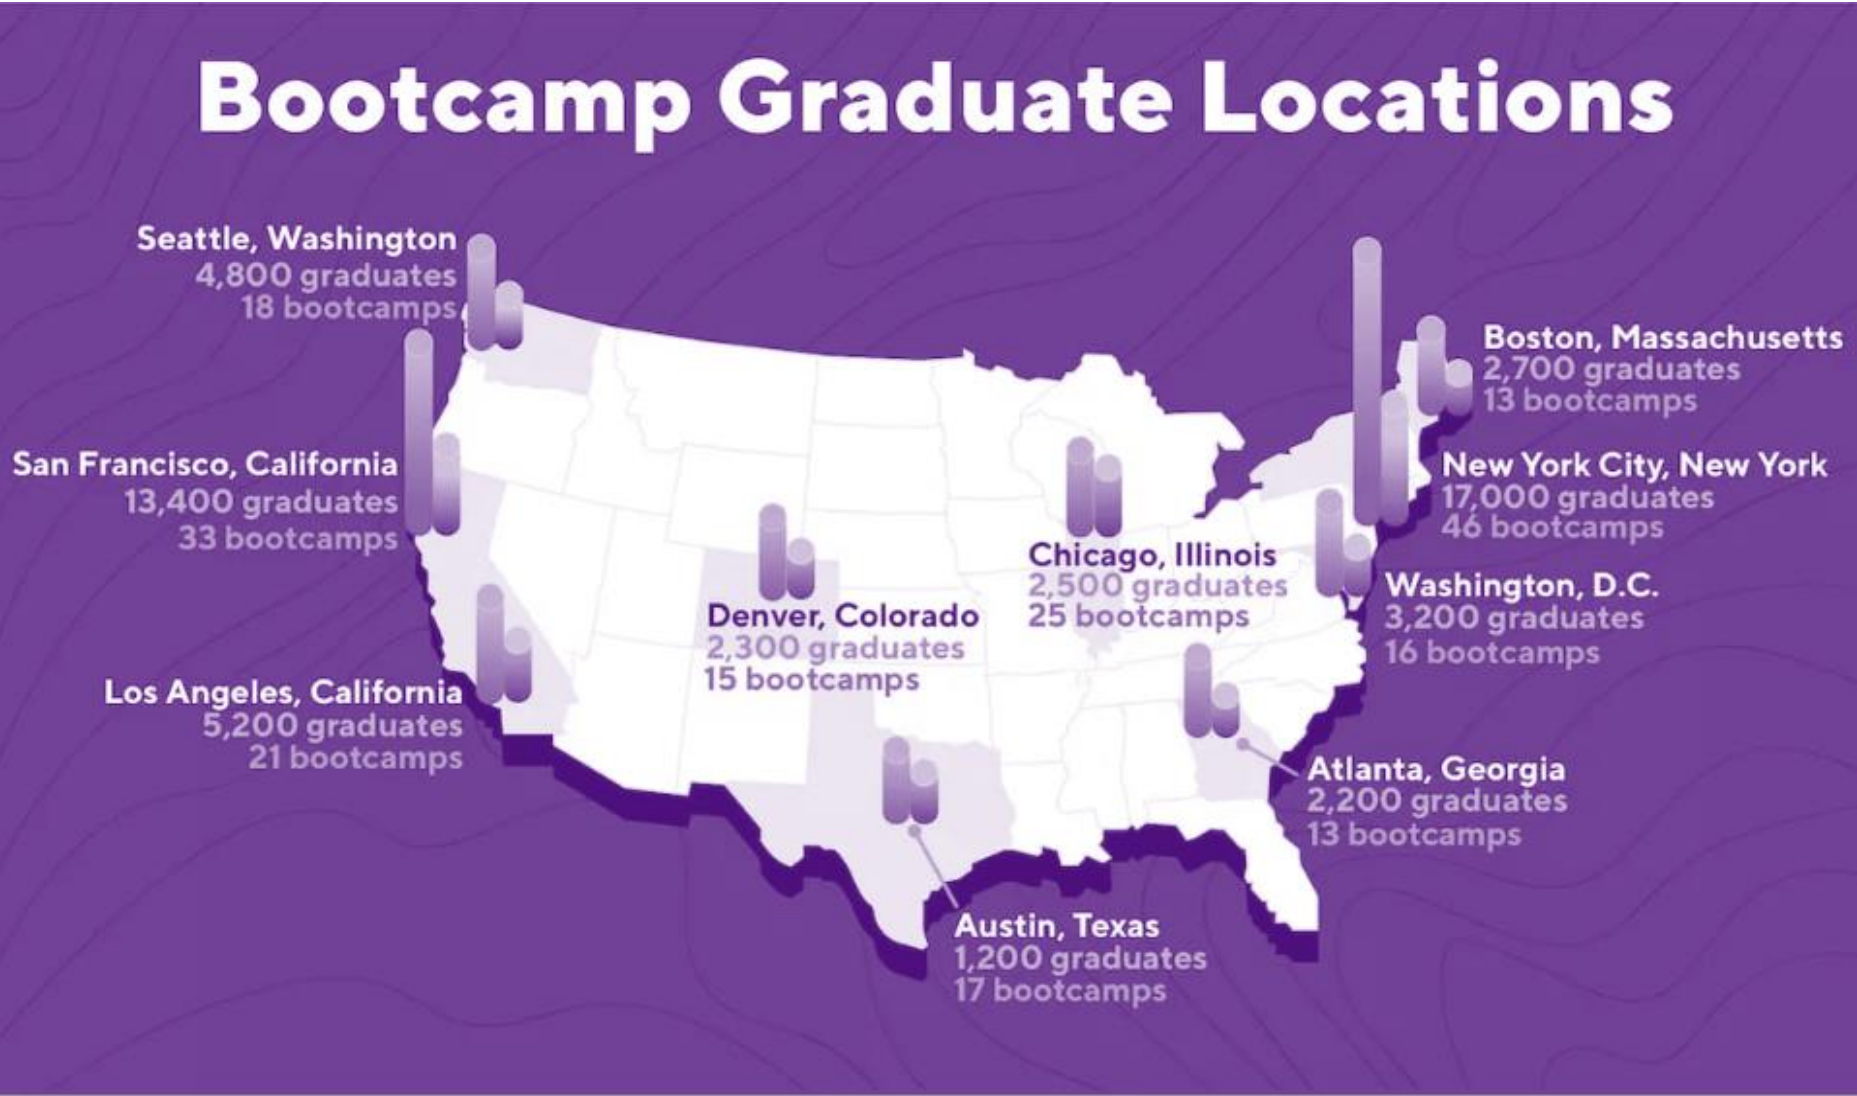 Bootcamp Graduate Locations
Seattle, Washington
4,800 graduates
18 bootcamps
San Francisco, California
13,400 graduates
33 bootcamps
Los Angeles, California
5,200 graduates
21 bootcamps
Denver, Colorado
2,300 graduates
15 bootcamps
Chicago, Illinois
2,500 graduates
25 bootcamps
Boston, Massachusetts
2,700 graduates
13 bootcamps
New York City, New York
17,000 graduates
46 bootcamps
Washington, D.C.
3,200 graduates
16 bootcamps
Atlanta, Georgia
2,200 graduates
13 bootcamps
Austin, Texas
1,200 graduates
17 bootcamps